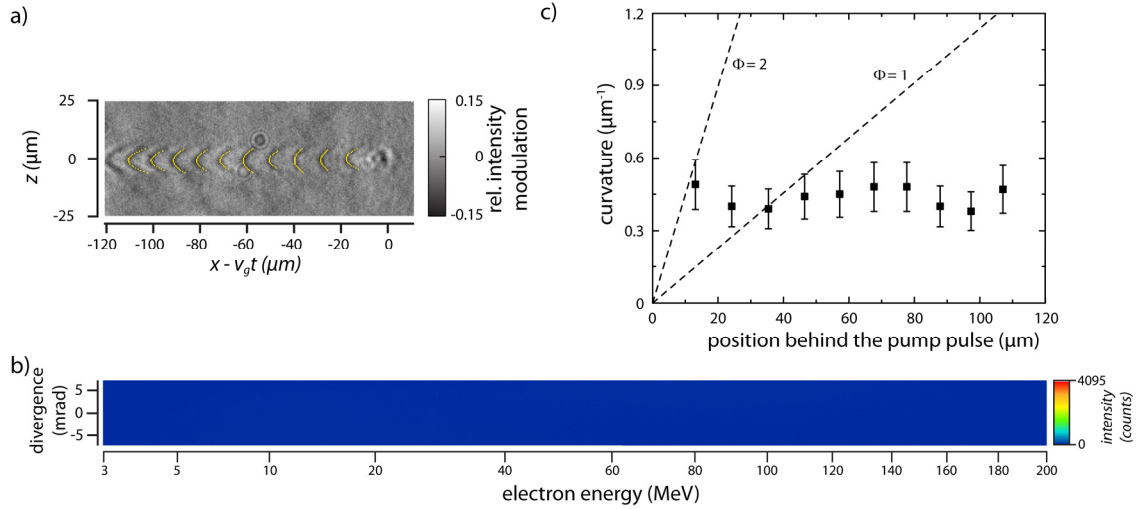 a)
25
0
-25
z (μm)
-120 -100 -80 -60 -40 -20 0
x - vgt (μm)
0.15
0
-0.15
rel. intensity
modulation
c)
1.2
0.9
0.6
0.3
0
curvature (μm⁻¹)
Φ= 2
Φ= 1
0 20 40 60 80 100 120
position behind the pump pulse (μm)
b)
divergence
(mrad)
5
0
-5
3 5 10 20 40 60 80 100 120 140 160 180 200
electron energy (MeV)
4095
0
intensity
(counts)